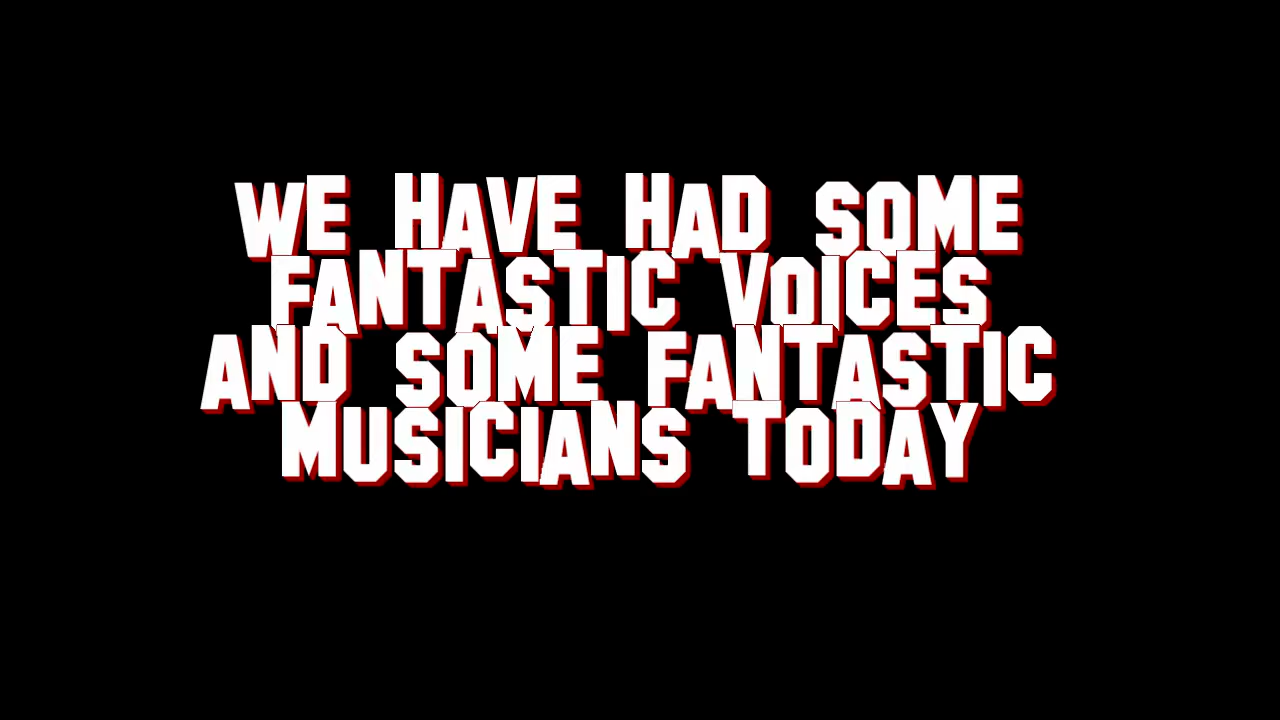 WE HAVE HAD SOME
FANTASTIC VOICES
AND SOME FANTASTIC
MUSICIANS TODAY